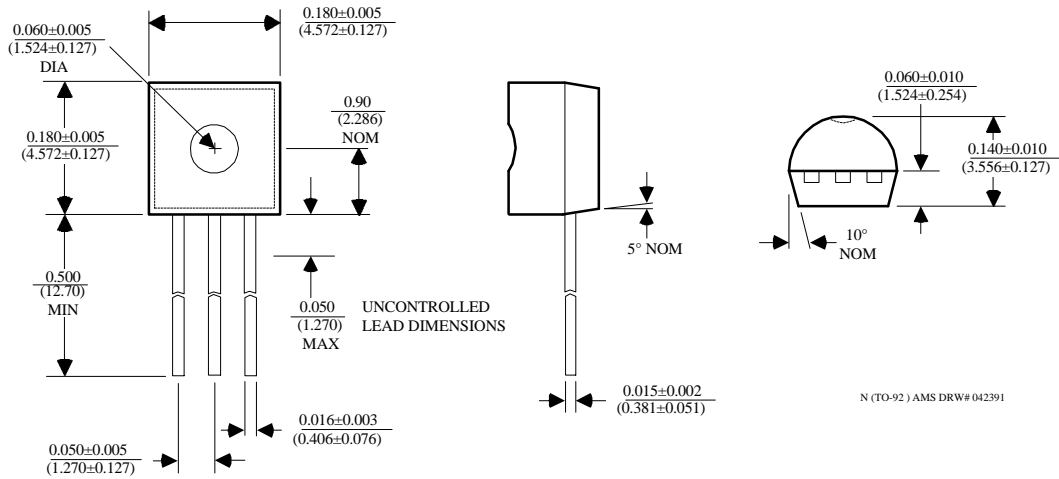 0.060±0.005
(1.524±0.127)
DIA
0.180±0.005
(4.572±0.127)
0.180±0.005
(4.572±0.127)
0.90
(2.286)
NOM
0.500
(12.70)
MIN
0.050
(1.270)
MAX
UNCONTROLLED
LEAD DIMENSIONS
0.016±0.003
(0.406±0.076)
0.050±0.005
(1.270±0.127)
5° NOM
0.015±0.002
(0.381±0.051)
0.060±0.010
(1.524±0.254)
0.140±0.010
(3.556±0.127)
10°
NOM
N (TO-92 ) AMS DRW# 042391